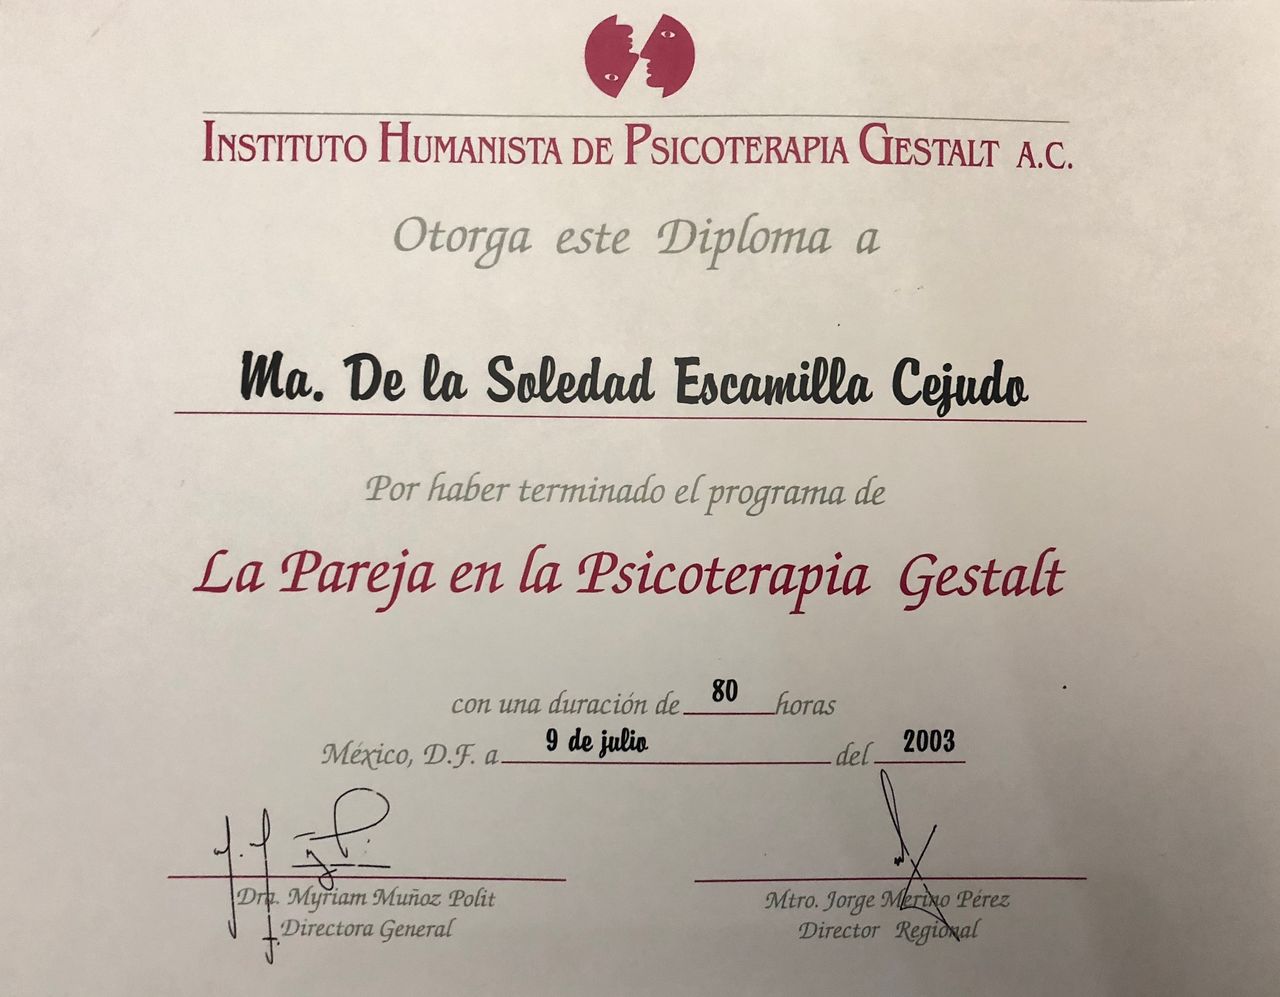 INSTITUTO HUMANISTA DE PSICOTERAPIA GESTALT A.C.
Otorga este Diploma a
Ma. De la Soledad Escamilla Cejudo
Por haber terminado el programa de
La Pareja en la Psicoterapia Gestalt
con una duración de 80 horas
México, D.F. a 9 de julio del 2003
Dra. Myriam Muñoz Polit
Directora General
Mtro. Jorge Merino Pérez
Director Regional